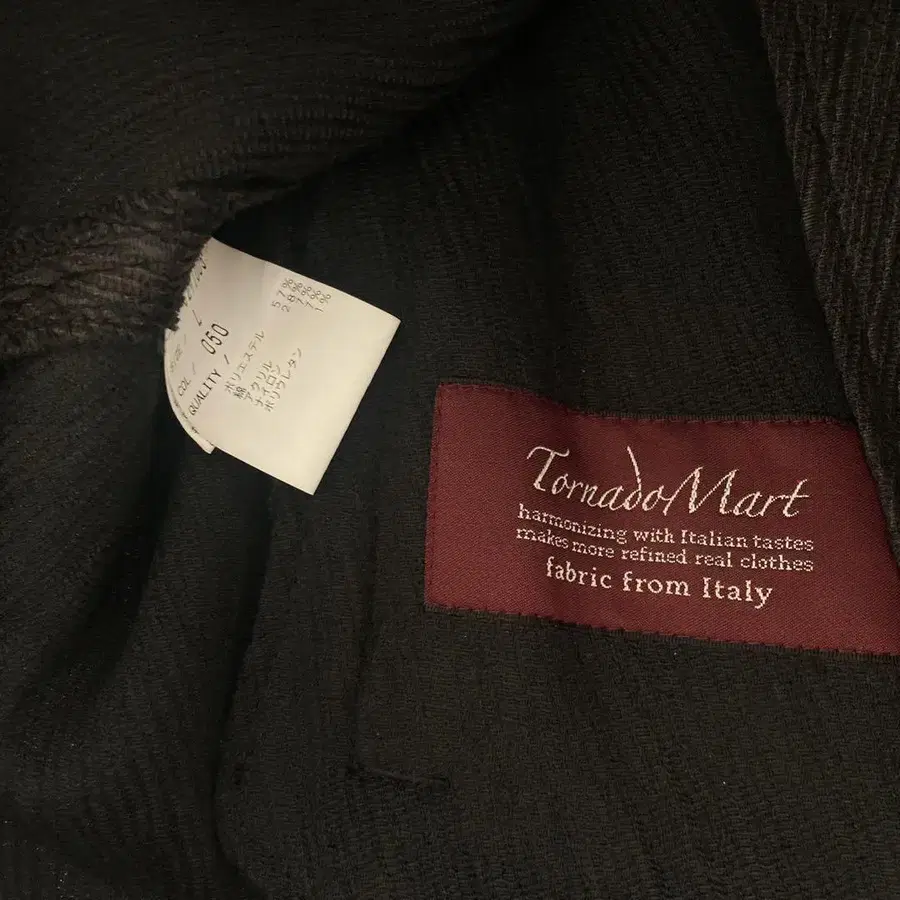 SIZE / L
COL / 050
QUALITY /
ポリエステル 57%
綿 28%
アクリル 7%
ナイロン 7%
ポリウレタン 1%
TornadoMart
harmonizing with Italian tastes
makes more refined real clothes
fabric from Italy